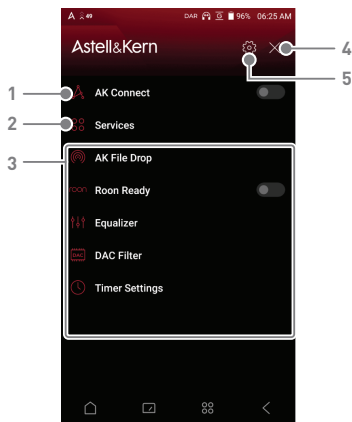 A 49 DAR 96% 06:25 AM
Astell&Kern
4
5
1 AK Connect
2 Services
3 AK File Drop
roon Roon Ready
Equalizer
DAC DAC Filter
Timer Settings